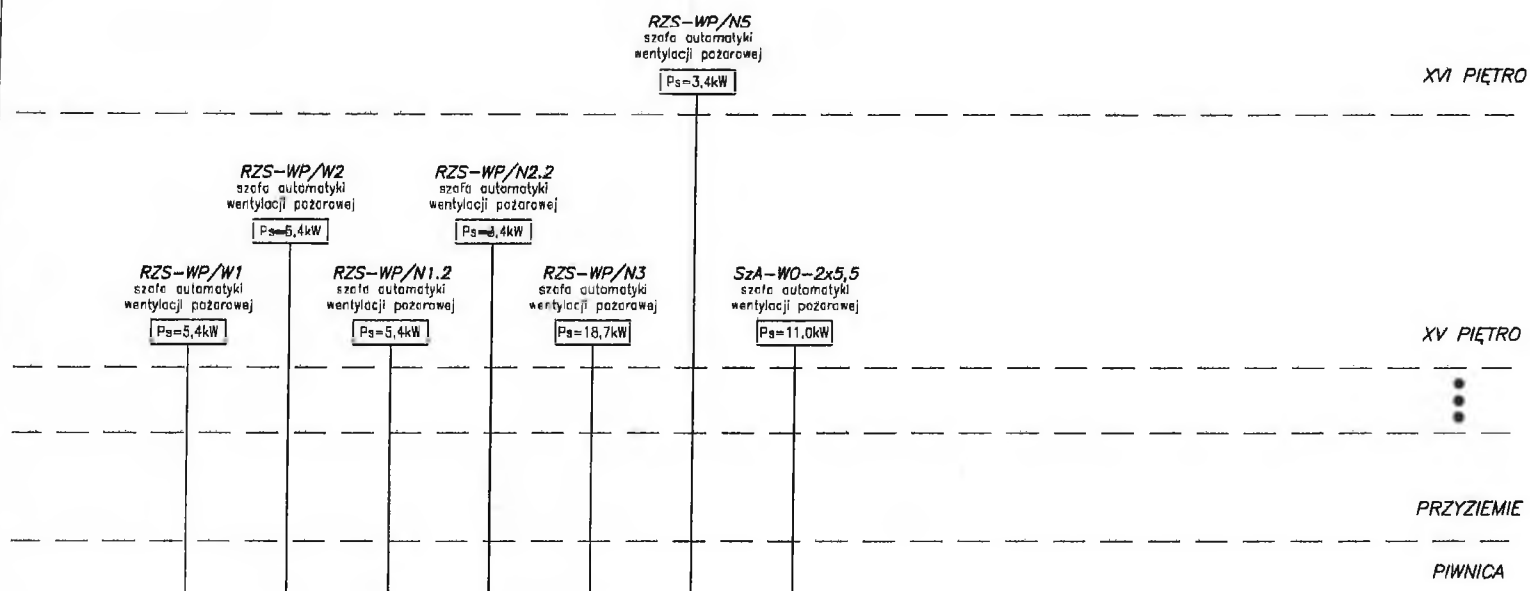 RZS-WP/N5
szafa automatyki
wentylacji pożarowej
Ps=3,4kW
XVI PIĘTRO
RZS-WP/W2
szafa automatyki
wentylacji pożarowej
Ps=5,4kW
RZS-WP/N2.2
szafa automatyki
wentylacji pożarowej
RZS-WP/W1
szafa automatyki
wentylacji pożarowej
Ps=5,4kW
RZS-WP/N1.2
szafa automatyki
wentylacji pożarowej
Ps=5,4kW
RZS-WP/N3
szafa automatyki
wentylacji pożarowej
Ps=18,7kW
SzA-WO-2x5,5
szafa automatyki
wentylacji pożarowej
Ps=11,0kW
XV PIĘTRO
PRZYZIEMIE
PIWNICA